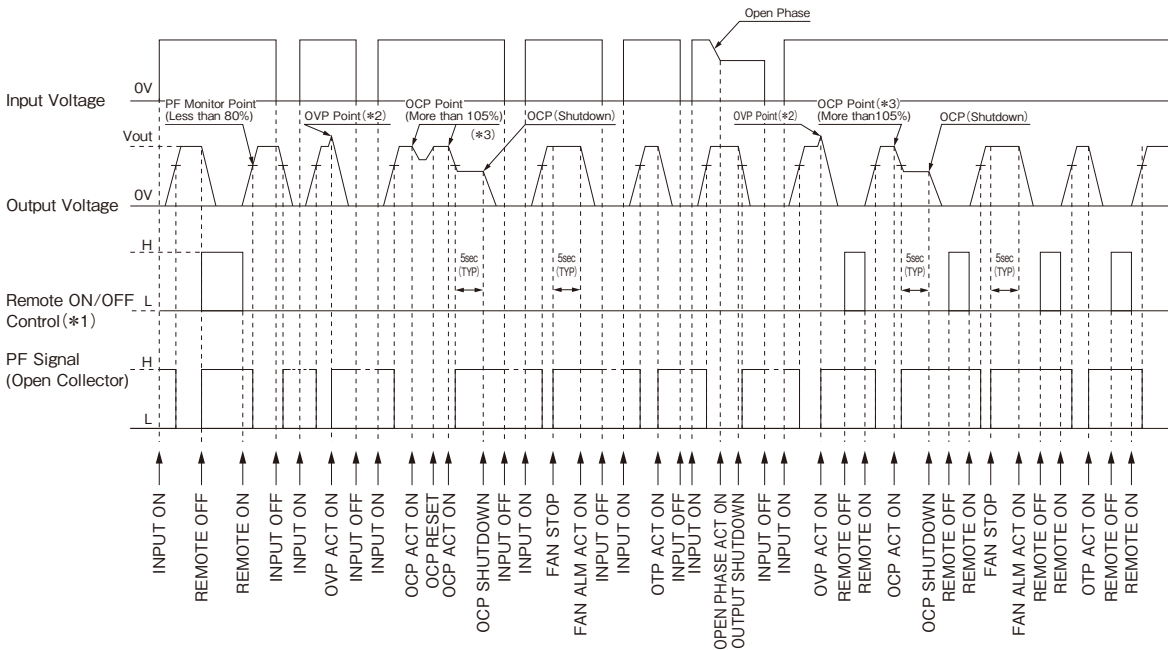 Open Phase
0V
Input Voltage
PF Monitor Point
(Less than 80%)
OVP Point(*2)
OCP Point
(More than 105%)
(*3)
OCP(Shutdown)
OVP Point(*2)
OCP Point(*3)
(More than105%)
OCP(Shutdown)
Vout
0V
Output Voltage
H
L
Remote ON/OFF
Control(*1)
5sec
(TYP)
5sec
(TYP)
5sec
(TYP)
5sec
(TYP)
PF Signal
(Open Collector)
H
L
INPUT ON
REMOTE OFF
REMOTE ON
INPUT OFF
INPUT ON
OVP ACT ON
INPUT OFF
INPUT ON
OCP ACT ON
OCP RESET
OCP ACT ON
OCP SHUTDOWN
INPUT OFF
INPUT ON
FAN STOP
FAN ALM ACT ON
INPUT OFF
INPUT ON
OTP ACT ON
INPUT OFF
INPUT ON
OPEN PHASE ACT ON
OUTPUT SHUTDOWN
INPUT OFF
INPUT ON
OVP ACT ON
REMOTE OFF
REMOTE ON
OCP ACT ON
OCP SHUTDOWN
REMOTE OFF
REMOTE ON
FAN STOP
FAN ALM ACT ON
REMOTE OFF
REMOTE ON
OTP ACT ON
REMOTE OFF
REMOTE ON